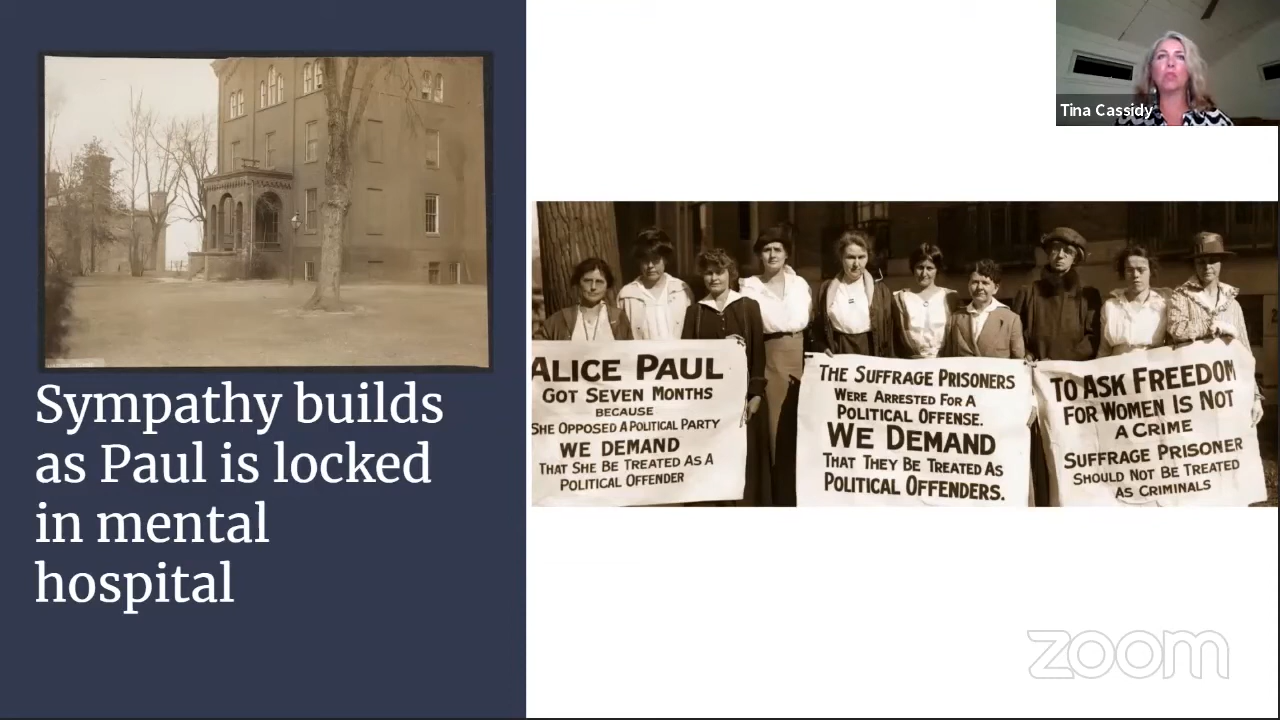 Tina Cassidy
Sympathy builds
as Paul is locked
in mental
hospital
ALICE PAUL
GOT SEVEN MONTHS
BECAUSE
SHE OPPOSED A POLITICAL PARTY
WE DEMAND
THAT SHE BE TREATED AS A
POLITICAL OFFENDER
THE SUFFRAGE PRISONERS
WERE ARRESTED FOR A
POLITICAL OFFENSE.
WE DEMAND
THAT THEY BE TREATED AS
POLITICAL OFFENDERS.
TO ASK FREEDOM
FOR WOMEN IS NOT
A CRIME
SUFFRAGE PRISONER
SHOULD NOT BE TREATED
AS CRIMINALS
zoom